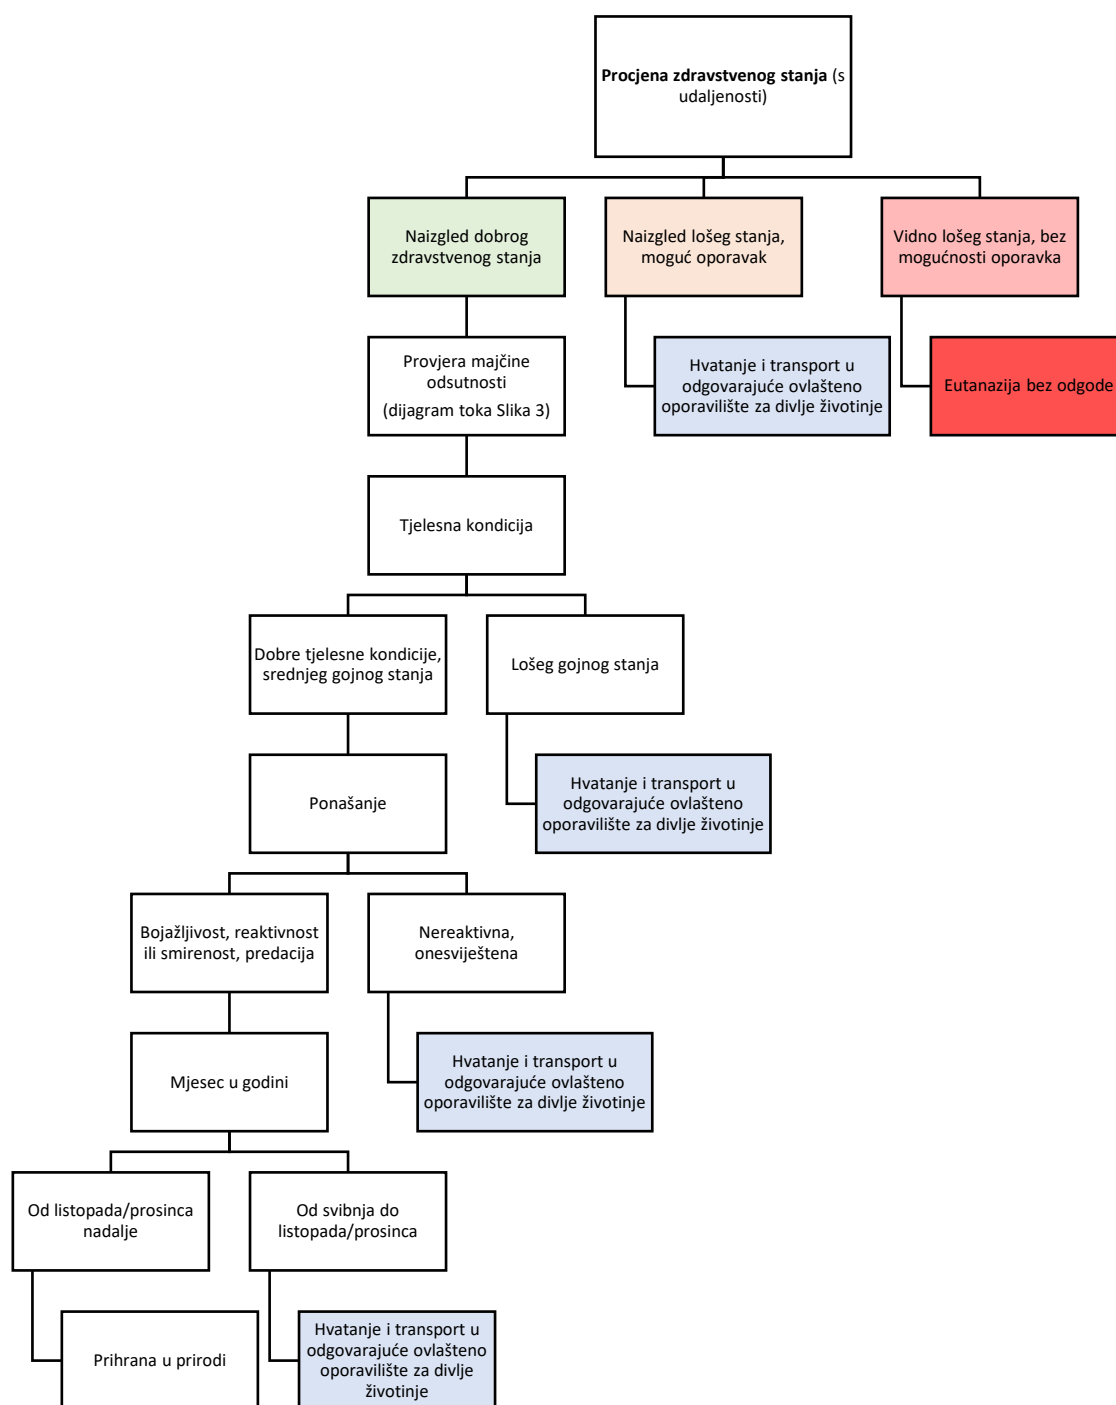 Procjena zdravstvenog stanja (s
udaljenosti)
Naizgled dobrog
zdravstvenog stanja
Naizgled lošeg stanja,
moguć oporavak
Vidno lošeg stanja, bez
mogućnosti oporavka
Provjera majčine
odsutnosti
(dijagram toka Slika 3)
Hvatanje i transport u
odgovarajuće ovlašteno
oporavilište za divlje životinje
Eutanazija bez odgode
Tjelesna kondicija
Dobre tjelesne kondicije,
srednjeg gojnog stanja
Lošeg gojnog stanja
Ponašanje
Hvatanje i transport u
odgovarajuće ovlašteno
oporavilište za divlje životinje
Bojažljivost, reaktivnost
ili smirenost, predacija
Nereaktivna,
onesviještena
Mjesec u godini
Hvatanje i transport u
odgovarajuće ovlašteno
oporavilište za divlje životinje
Od listopada/prosinca
nadalje
Od svibnja do
listopada/prosinca
Prihrana u prirodi
Hvatanje i transport u
odgovarajuće ovlašteno
oporavilište za divlje
životinje